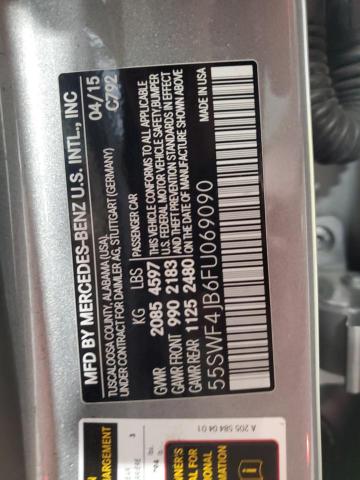 MFD BY MERCEDES-BENZ U.S. INTL., INC
TUSCALOOSA COUNTY, ALABAMA (USA)
UNDER CONTRACT FOR DAIMLER AG, STUTTGART (GERMANY)
04/15
C792
KG LBS
GVWR 2085 4597
GAWR FRONT 990 2183
GAWR REAR 1125 2480
PASSENGER CAR
THIS VEHICLE CONFORMS TO ALL APPLICABLE
U.S. FEDERAL MOTOR VEHICLE SAFETY, BUMPER
AND THEFT PREVENTION STANDARDS IN EFFECT
ON THE DATE OF MANUFACTURE SHOWN ABOVE
55SWF4JB6FU069090
MADE IN USA
A 205 584 04 01